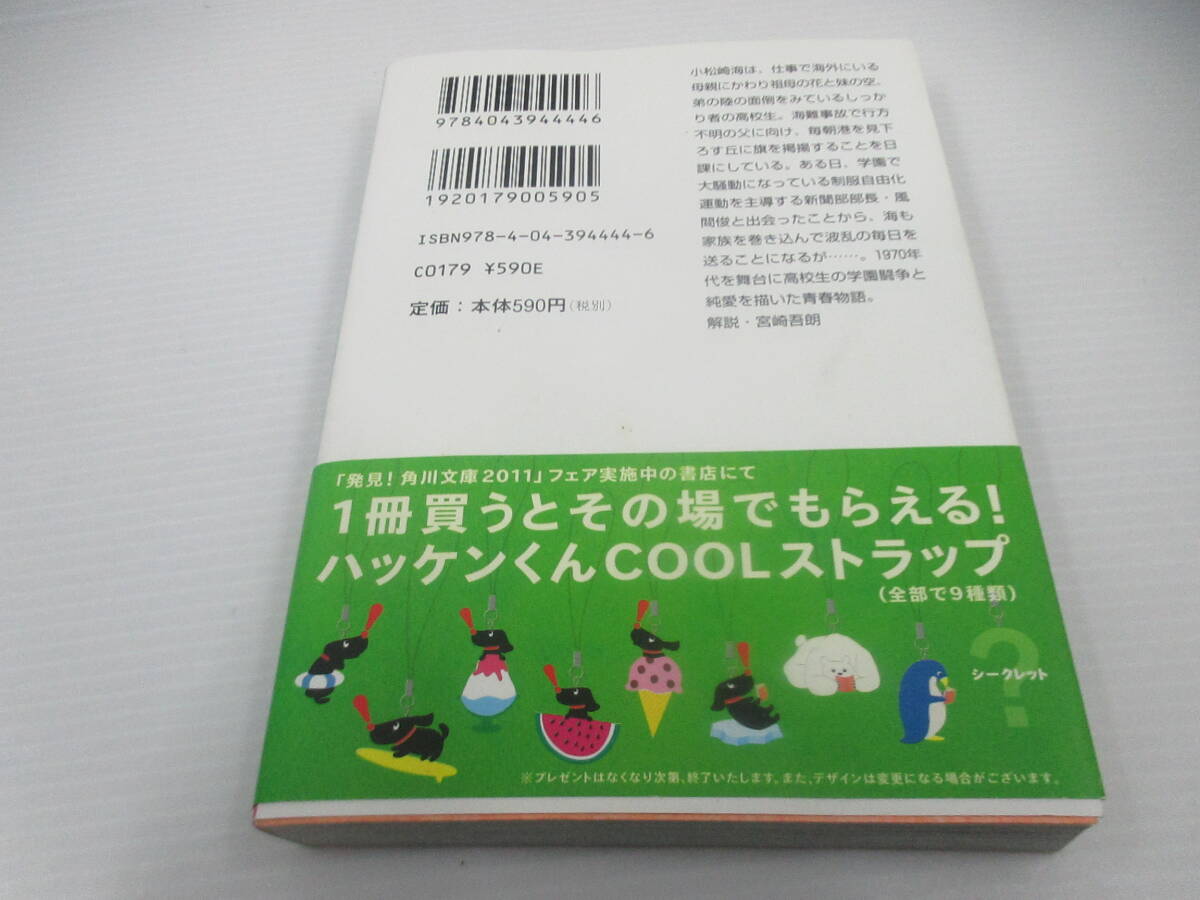 9784043944446
1920179005905
ISBN978-4-04-394444-6
C0179 ¥590E
定価：本体590円（税別）
小松崎海は、仕事で海外にいる
母親にかわり祖母の花と妹の空、
弟の陸の面倒をみているしっか
り者の高校生。海難事故で行方
不明の父に向け、毎朝港を見下
ろす丘に旗を掲揚することを日
課にしている。ある日、学園で
大騒動になっている制服自由化
運動を主導する新聞部部長・風
間俊と出会ったことから、海も
家族を巻き込んで波乱の毎日を
送ることになるが……。1970年
代を舞台に高校生の学園闘争と
純愛を描いた青春物語。
解説・宮崎吾朗
「発見！角川文庫2011」フェア実施中の書店にて
1冊買うとその場でもらえる！
ハッケンくんCOOLストラップ
（全部で9種類）
?
シークレット
※プレゼントはなくなり次第、終了いたします。また、デザインは変更になる場合がございます。